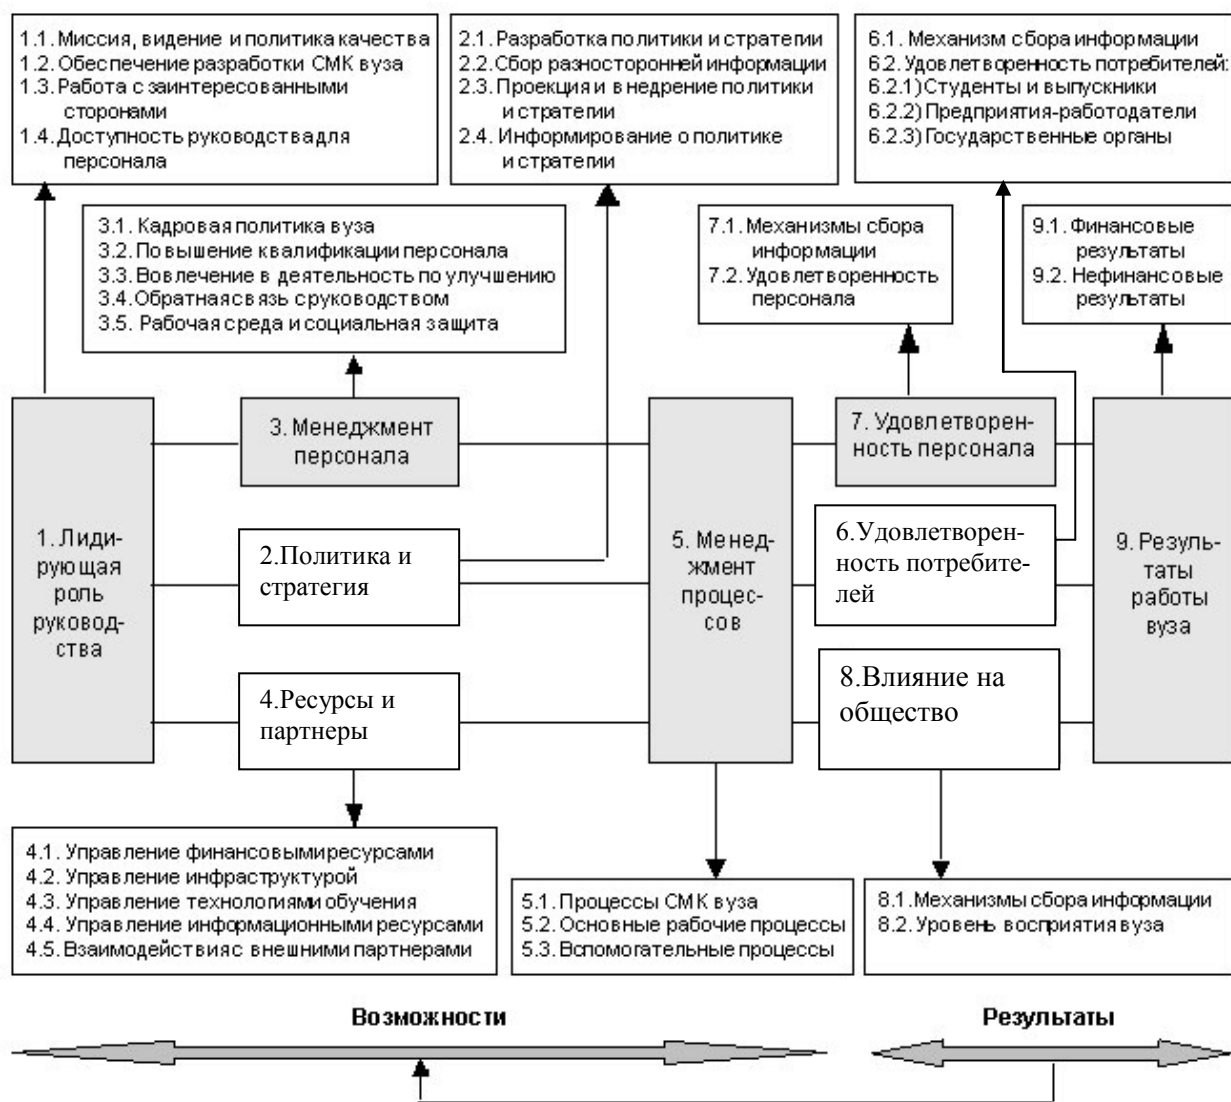 1.1. Миссия, видение и политика качества
1.2. Обеспечение разработки СМК вуза
1.3. Работа с заинтересованными
сторонами
1.4. Доступность руководства для
персонала
2.1. Разработка политики и стратегии
2.2. Сбор разносторонней информации
2.3. Проекция и внедрение политики
и стратегии
2.4. Информирование о политике
и стратегии
6.1. Механизм сбора информации
6.2. Удовлетворенность потребителей:
6.2.1) Студенты и выпускники
6.2.2) Предприятия-работодатели
6.2.3) Государственные органы
3.1. Кадровая политика вуза
3.2. Повышение квалификации персонала
3.3. Вовлечение в деятельность по улучшению
3.4. Обратная связь с руководством
3.5. Рабочая среда и социальная защита
7.1. Механизмы сбора
информации
7.2. Удовлетворенность
персонала
9.1. Финансовые
результаты
9.2. Нефинансовые
результаты
1. Лиди-
рующая
роль
руковод-
ства
3. Менеджмент
персонала
2.Политика и
стратегия
4.Ресурсы и
партнеры
5. Менед-
жмент
процес-
сов
7. Удовлетворен-
ность персонала
6.Удовлетворен-
ность потребите-
лей
8.Влияние на
общество
9. Резуль-
таты
работы
вуза
4.1. Управление финансовыми ресурсами
4.2. Управление инфраструктурой
4.3. Управление технологиями обучения
4.4. Управление информационными ресурсами
4.5. Взаимодействия с внешними партнерами
5.1. Процессы СМК вуза
5.2. Основные рабочие процессы
5.3. Вспомогательные процессы
8.1. Механизмы сбора информации
8.2. Уровень восприятия вуза
Возможности
Результаты